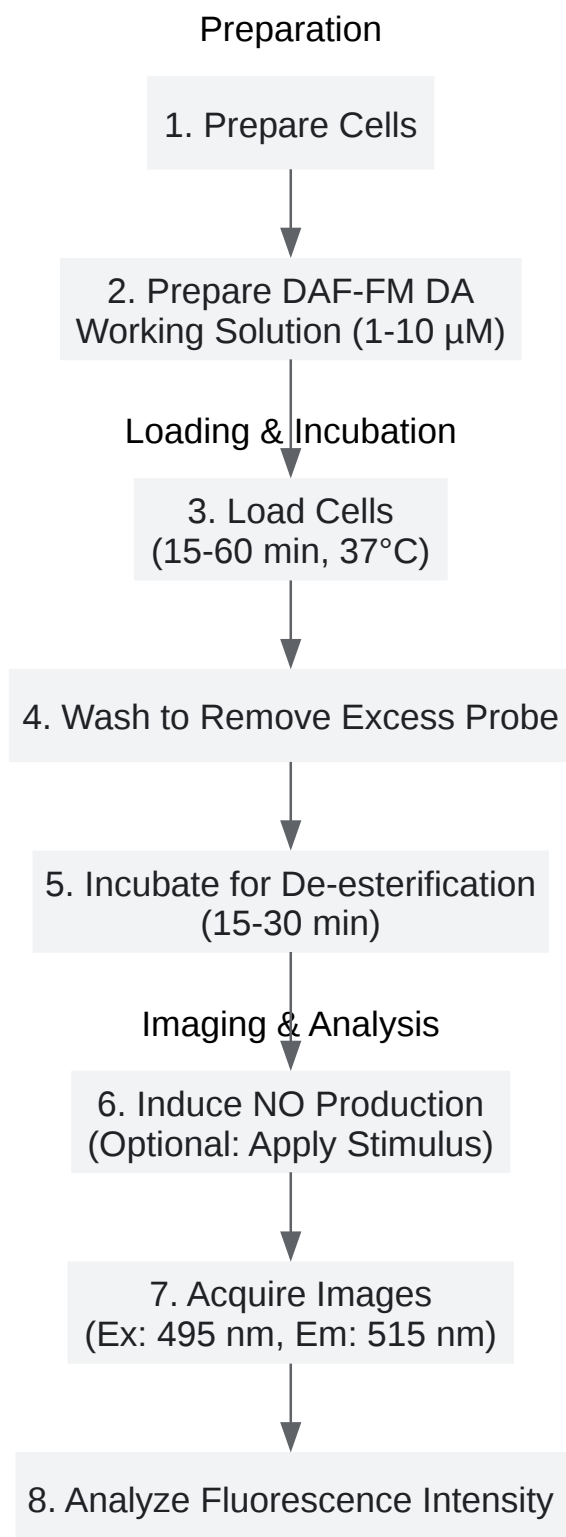 Preparation
1. Prepare Cells
2. Prepare DAF-FM DA
Working Solution (1-10 µM)
Loading & Incubation
3. Load Cells
(15-60 min, 37°C)
4. Wash to Remove Excess Probe
5. Incubate for De-esterification
(15-30 min)
Imaging & Analysis
6. Induce NO Production
(Optional: Apply Stimulus)
7. Acquire Images
(Ex: 495 nm, Em: 515 nm)
8. Analyze Fluorescence Intensity